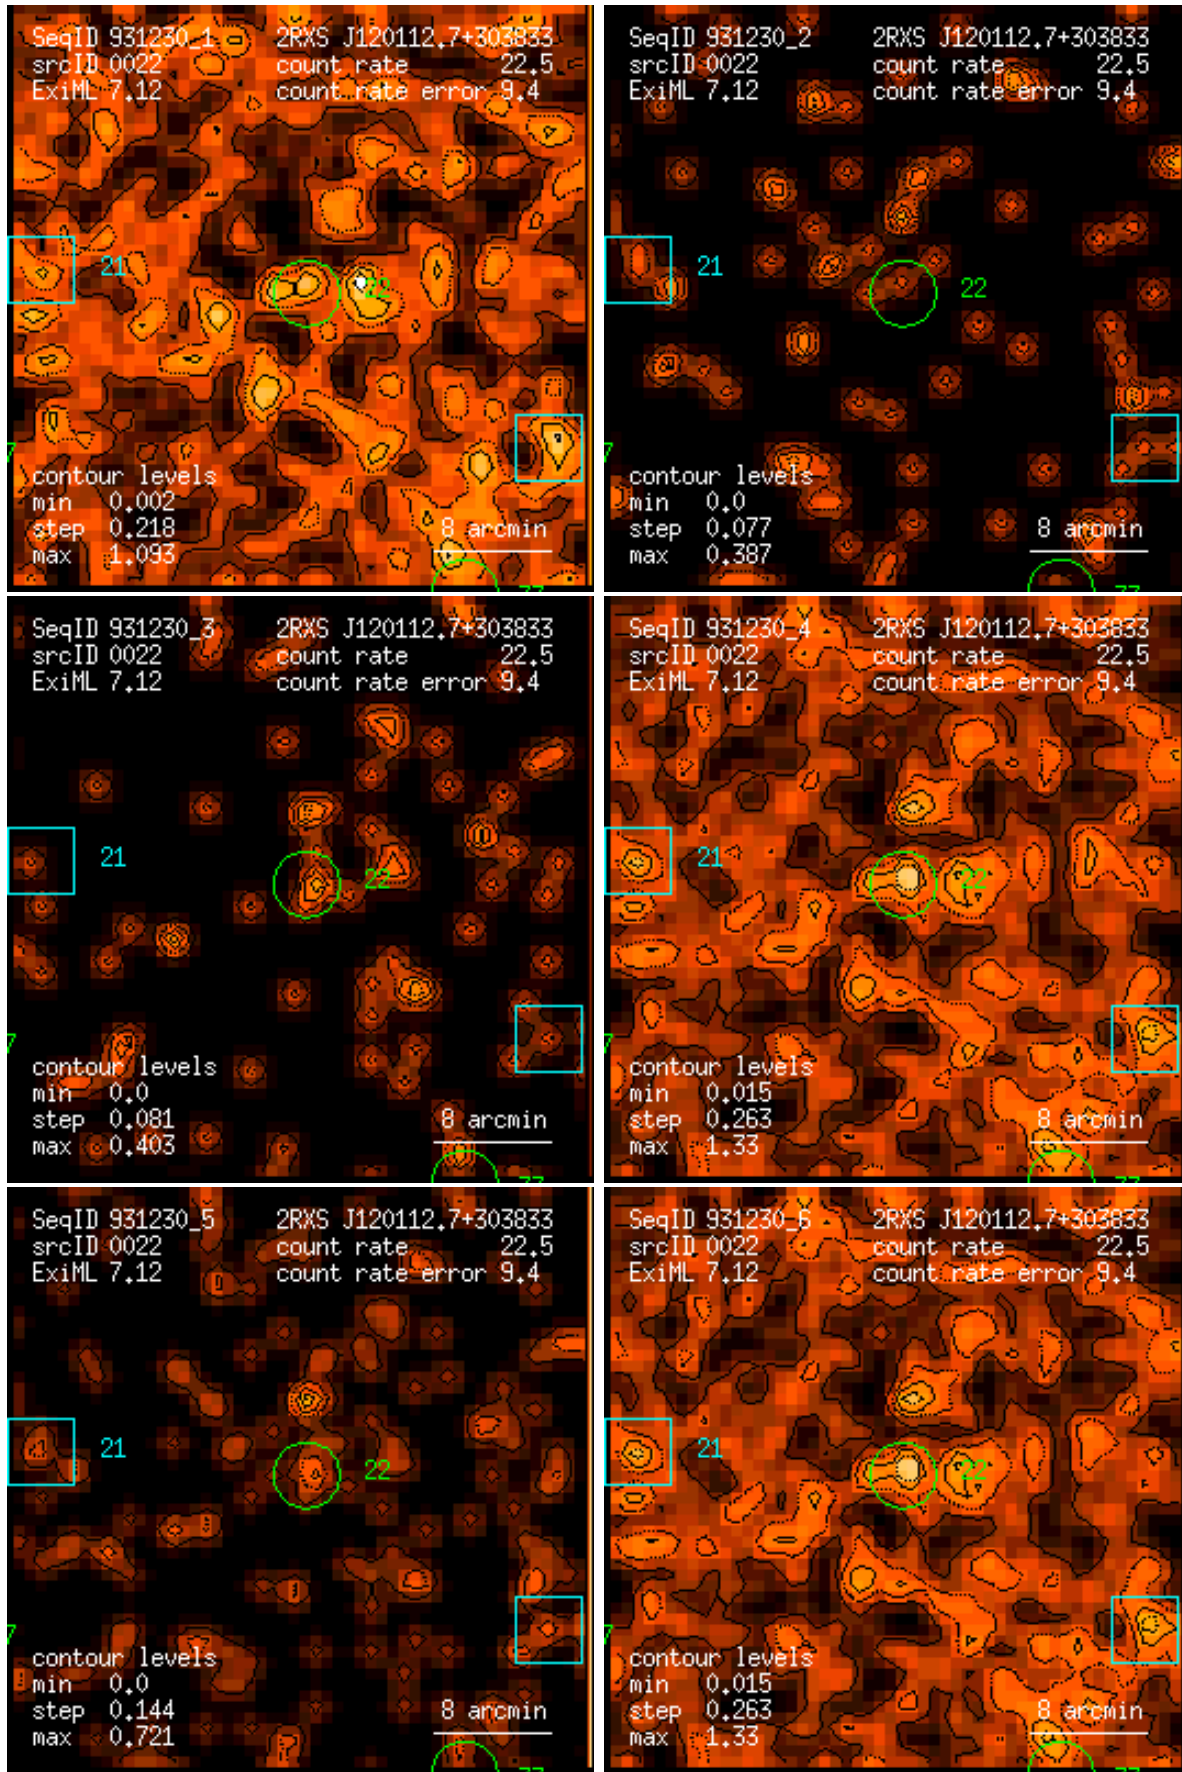 SeqID 931230_1 2RXS J120112.7+303833
srcID 0022 count rate 22.5
ExiML 7.12 count rate error 9.4
21
22
7
contour levels
min 0.002
step 0.218
max 1.093
8 arcmin
SeqID 931230_2 2RXS J120112.7+303833
srcID 0022 count rate 22.5
ExiML 7.12 count rate error 9.4
21
22
7
contour levels
min 0.0
step 0.077
max 0.387
8 arcmin
SeqID 931230_3 2RXS J120112.7+303833
srcID 0022 count rate 22.5
ExiML 7.12 count rate error 9.4
21
22
7
contour levels
min 0.0
step 0.081
max 0.403
8 arcmin
SeqID 931230_4 2RXS J120112.7+303833
srcID 0022 count rate 22.5
ExiML 7.12 count rate error 9.4
21
22
7
contour levels
min 0.015
step 0.263
max 1.33
8 arcmin
SeqID 931230_5 2RXS J120112.7+303833
srcID 0022 count rate 22.5
ExiML 7.12 count rate error 9.4
21
22
7
contour levels
min 0.0
step 0.144
max 0.721
8 arcmin
SeqID 931230_6 2RXS J120112.7+303833
srcID 0022 count rate 22.5
ExiML 7.12 count rate error 9.4
21
22
7
contour levels
min 0.015
step 0.263
max 1.33
8 arcmin